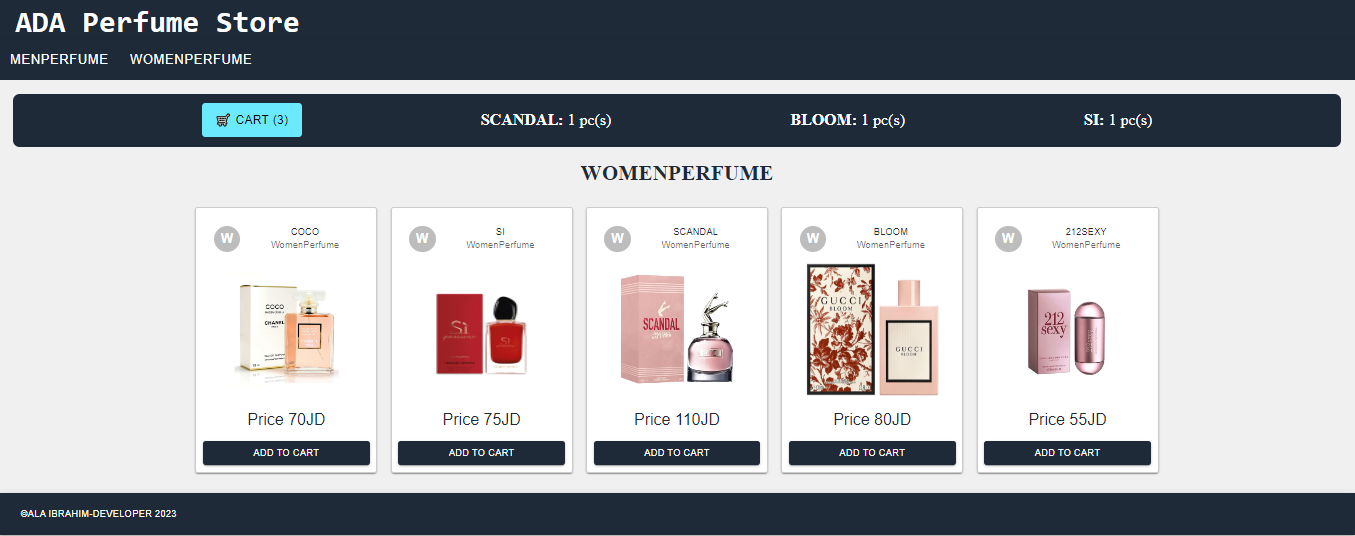 ADA Perfume Store
MENPERFUME WOMENPERFUME
CART (3) SCANDAL: 1 pc(s) BLOOM: 1 pc(s) SI: 1 pc(s)
WOMENPERFUME
W COCO
WomenPerfume
COCO
CHANEL
Price 70JD
ADD TO CART
W SI
WomenPerfume
Sì
Price 75JD
ADD TO CART
W SCANDAL
WomenPerfume
SCANDAL
Price 110JD
ADD TO CART
W BLOOM
WomenPerfume
GUCCI
BLOOM
GUCCI
BLOOM
Price 80JD
ADD TO CART
W 212SEXY
WomenPerfume
212
sexy
Price 55JD
ADD TO CART
©ALA IBRAHIM-DEVELOPER 2023